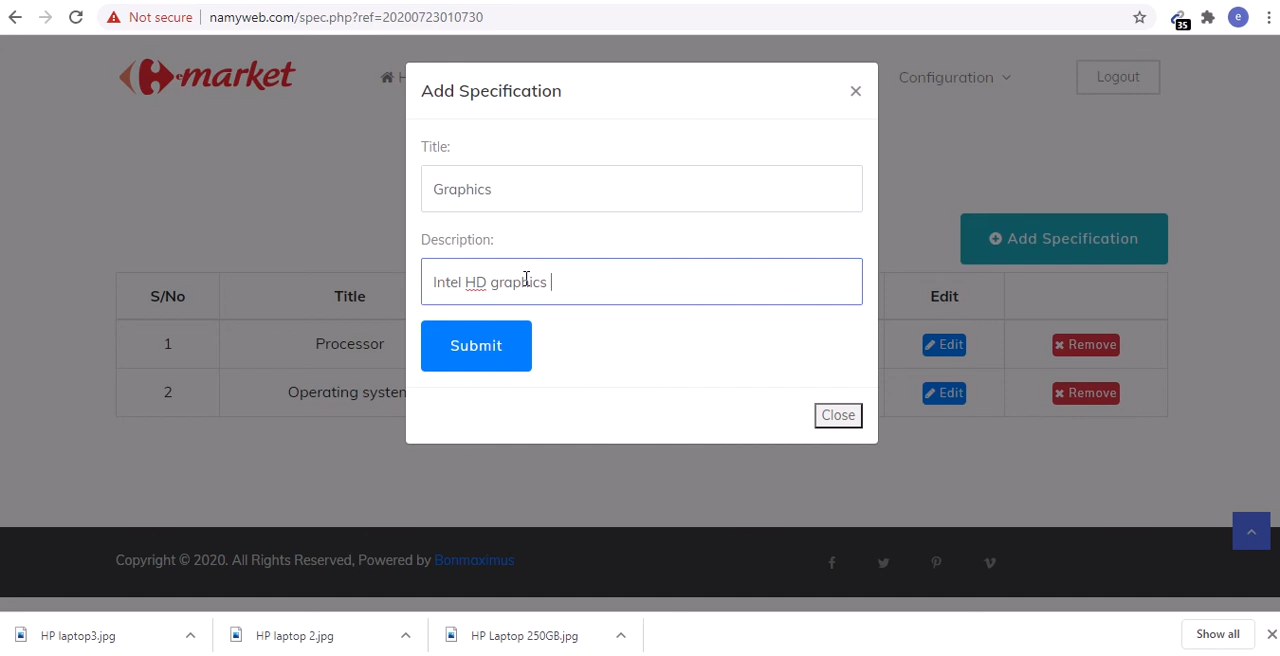 Not secure
namyweb.com/spec.php?ref=20200723010730
35
e
e-market
H
Configuration
Logout
Add Specification
×
Title:
Graphics
Description:
Intel HD graphics
Submit
Close
Add Specification
S/No
Title
Edit
1
Processor
Edit
Remove
2
Operating system
Edit
Remove
Copyright © 2020. All Rights Reserved, Powered by Bonmaximus
HP laptop3.jpg
HP laptop 2.jpg
HP Laptop 250GB.jpg
Show all